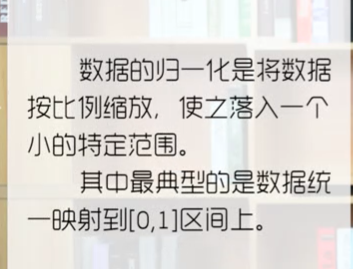 数据的归一化是将数据
按比例缩放，使之落入一个
小的特定范围。
其中最典型的是数据统
一映射到[0,1]区间上。